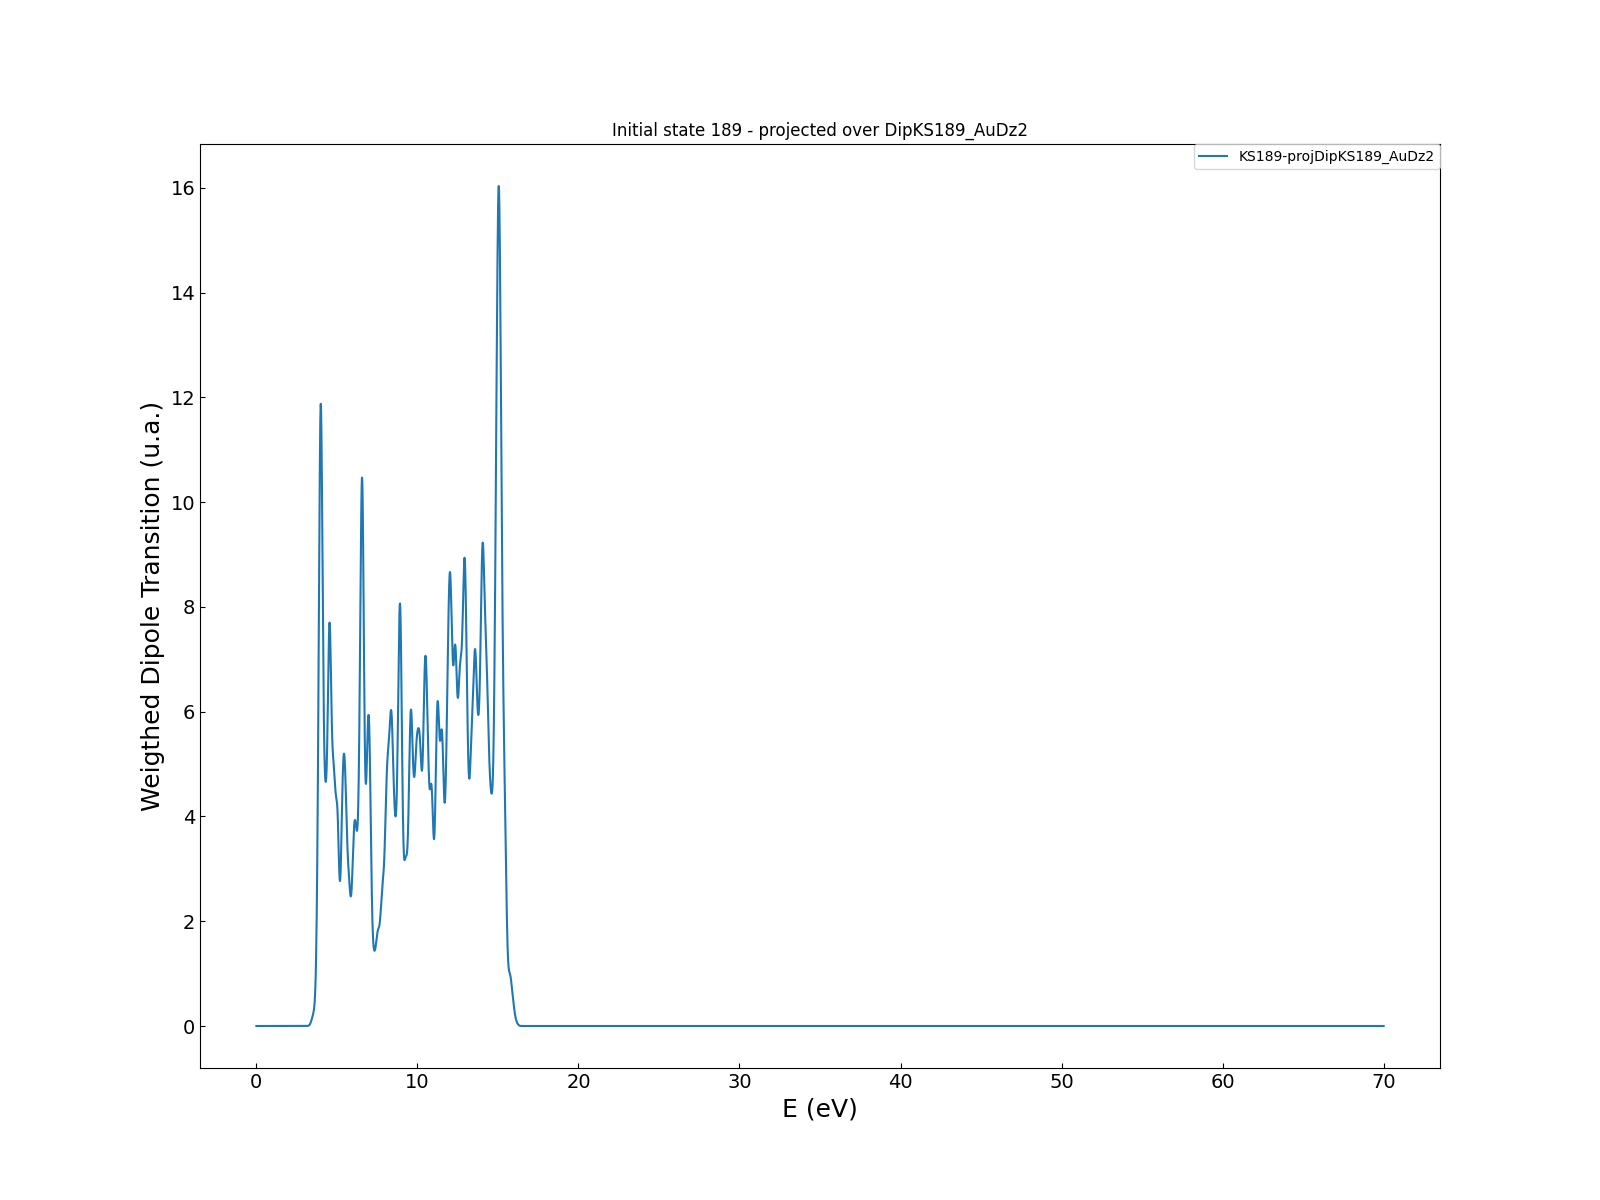 Initial state 189 - projected over DipKS189_AuDz2
KS189-projDipKS189_AuDz2
Weigthed Dipole Transition (u.a.)
16
14
12
10
8
6
4
2
0
0 10 20 30 40 50 60 70
E (eV)